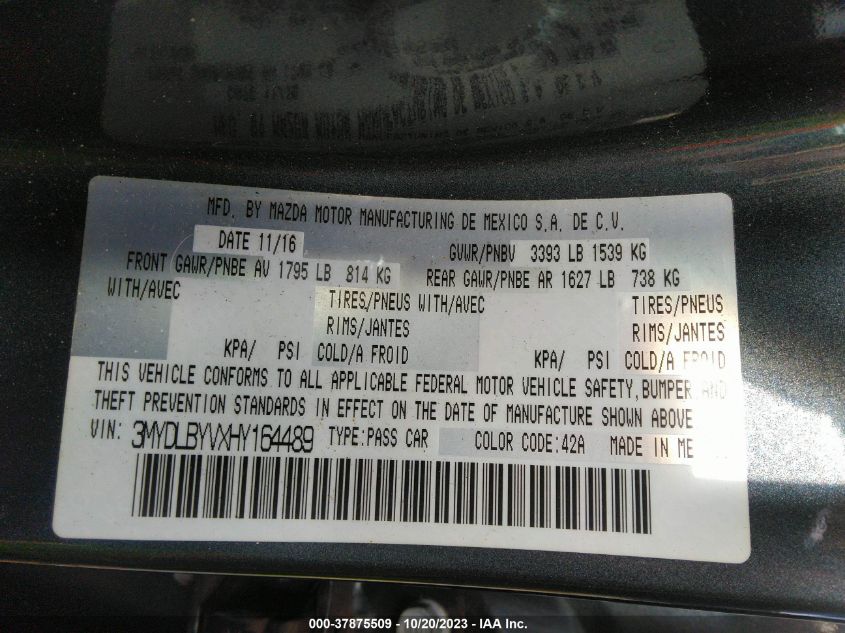 MFD. BY MAZDA MOTOR MANUFACTURING DE MEXICO S.A. DE C.V.
DATE 11/16 GVWR/PNBV 3393 LB 1539 KG
FRONT GAWR/PNBE AV 1795 LB 814 KG REAR GAWR/PNBE AR 1627 LB 738 KG
WITH/AVEC TIRES/PNEUS WITH/AVEC TIRES/PNEUS
RIMS/JANTES RIMS/JANTES
KPA/ PSI COLD/A FROID KPA/ PSI COLD/A FROID
THIS VEHICLE CONFORMS TO ALL APPLICABLE FEDERAL MOTOR VEHICLE SAFETY, BUMPER AND
THEFT PREVENTION STANDARDS IN EFFECT ON THE DATE OF MANUFACTURE SHOWN ABOVE
VIN: 3MYDLBYVXHY164489 TYPE:PASS CAR COLOR CODE:42A MADE IN ME
000-37875509 - 10/20/2023 - IAA Inc.